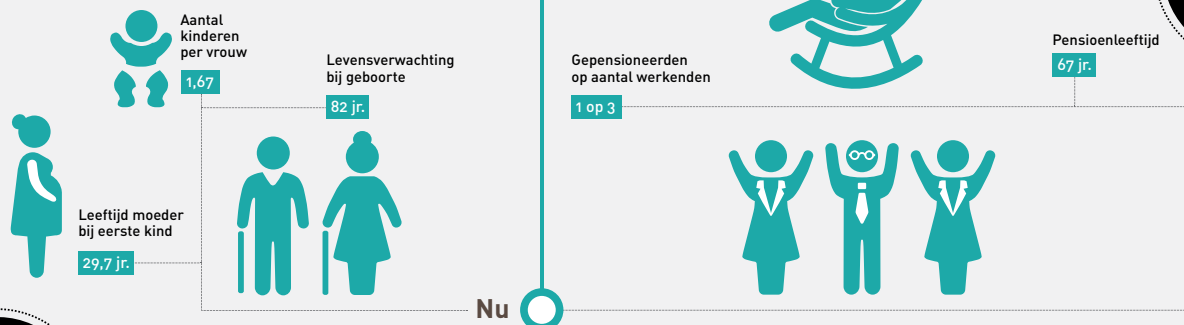 Aantal
kinderen
per vrouw
1,67
Levensverwachting
bij geboorte
82 jr.
Leeftijd moeder
bij eerste kind
29,7 jr.
Gepensioneerden
op aantal werkenden
1 op 3
Pensioenleeftijd
67 jr.
Nu